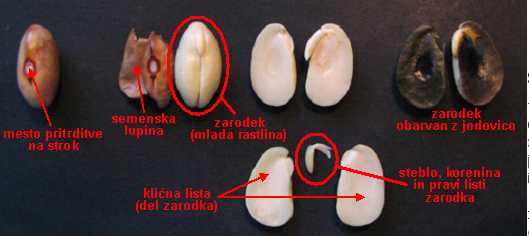 mesto pritrditve
na strok
semenska
lupina
zarodek
(mlada rastlina)
zarodek
obarvan z jodovico
klična lista
(del zarodka)
steblo, korenina
in pravi listi
zarodka